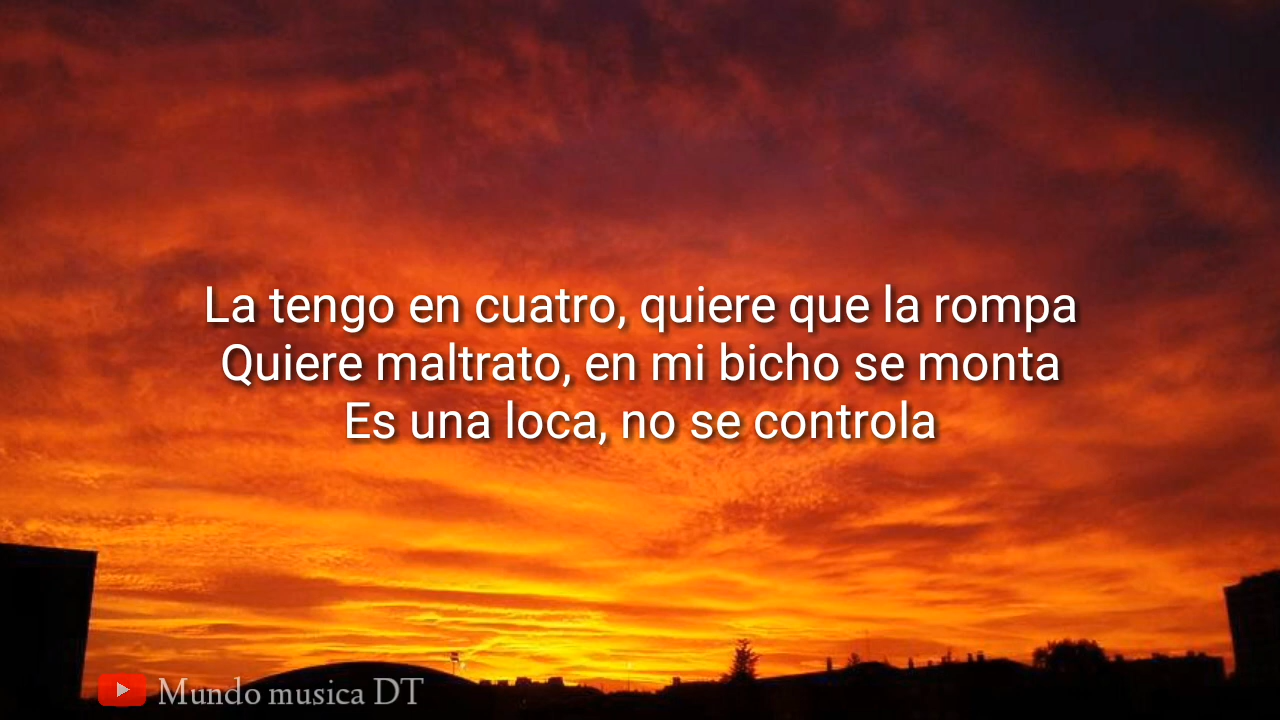 La tengo en cuatro, quiere que la rompa
Quiere maltrato, en mi bicho se monta
Es una loca, no se controla
Mundo musica DT